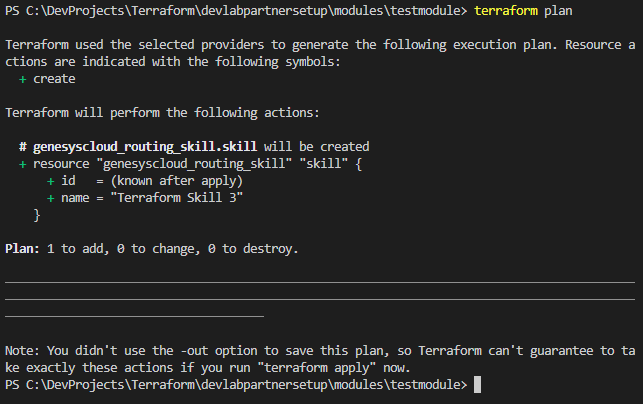 PS C:\DevProjects\Terraform\devlabpartnersetup\modules\testmodule> terraform plan
Terraform used the selected providers to generate the following execution plan. Resource a
ctions are indicated with the following symbols:
+ create
Terraform will perform the following actions:
# genesyscloud_routing_skill.skill will be created
+ resource "genesyscloud_routing_skill" "skill" {
+ id   = (known after apply)
+ name = "Terraform Skill 3"
}
Plan: 1 to add, 0 to change, 0 to destroy.
Note: You didn't use the -out option to save this plan, so Terraform can't guarantee to ta
ke exactly these actions if you run "terraform apply" now.
PS C:\DevProjects\Terraform\devlabpartnersetup\modules\testmodule>